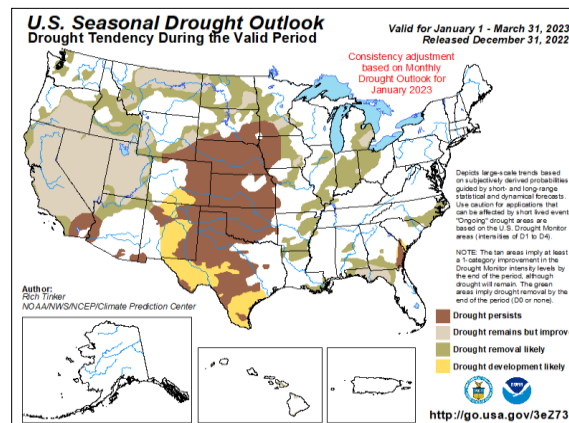 U.S. Seasonal Drought Outlook
Drought Tendency During the Valid Period
Valid for January 1 - March 31, 2023
Released December 31, 2022
Consistency adjustment
based on Monthly
Drought Outlook for
January 2023
Depicts large-scale trends based
on subjectively derived probabilities
guided by short- and long-range
statistical and dynamical forecasts.
Use caution for applications that
can be affected by short lived event
"Ongoing" drought areas are
based on the U.S. Drought Monitor
areas (intensities of D1 to D4).
NOTE: The tan areas imply at least
a 1-category improvement in the
Drought Monitor intensity levels by
the end of the period, although
drought will remain. The green
areas imply drought removal by the
end of the period (D0 or none).
Author:
Rich Tinker
NOAA/NWS/NCEP/Climate Prediction Center
Drought persists
Drought remains but improv
Drought removal likely
Drought development likely
http://go.usa.gov/3eZ73